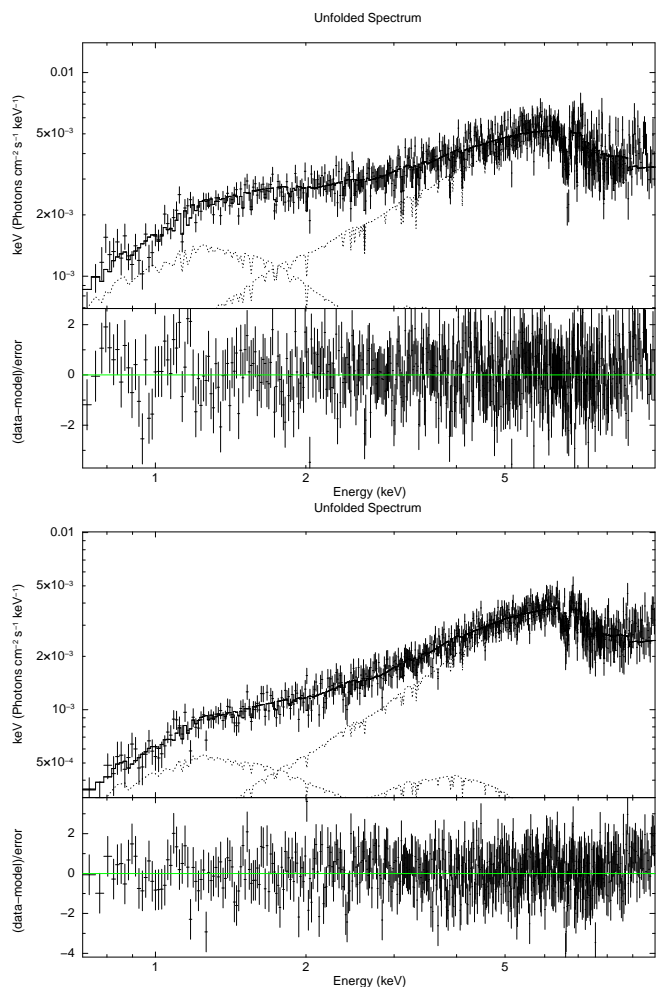 Unfolded Spectrum
0.01
5×10⁻³
2×10⁻³
10⁻³
keV (Photons cm⁻² s⁻¹ keV⁻¹)
2
0
−2
(data−model)/error
1 2 5
Energy (keV)
Unfolded Spectrum
0.01
5×10⁻³
2×10⁻³
10⁻³
5×10⁻⁴
keV (Photons cm⁻² s⁻¹ keV⁻¹)
2
0
−2
−4
(data−model)/error
1 2 5
Energy (keV)